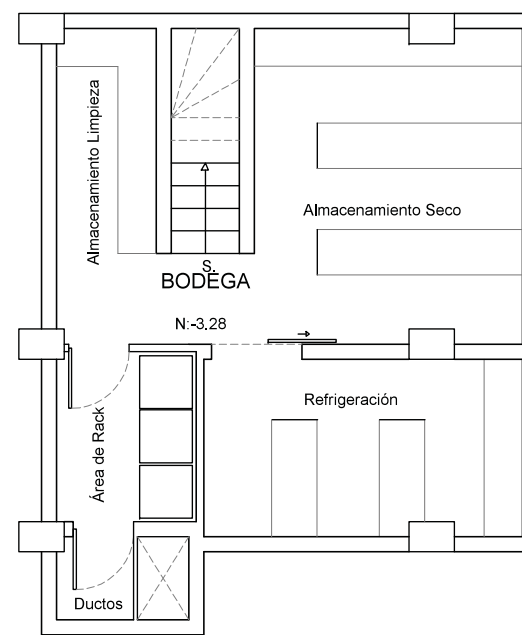 Almacenamiento Limpieza
Almacenamiento Seco
S.
BODEGA
N:-3.28
Refrigeración
Área de Rack
Ductos